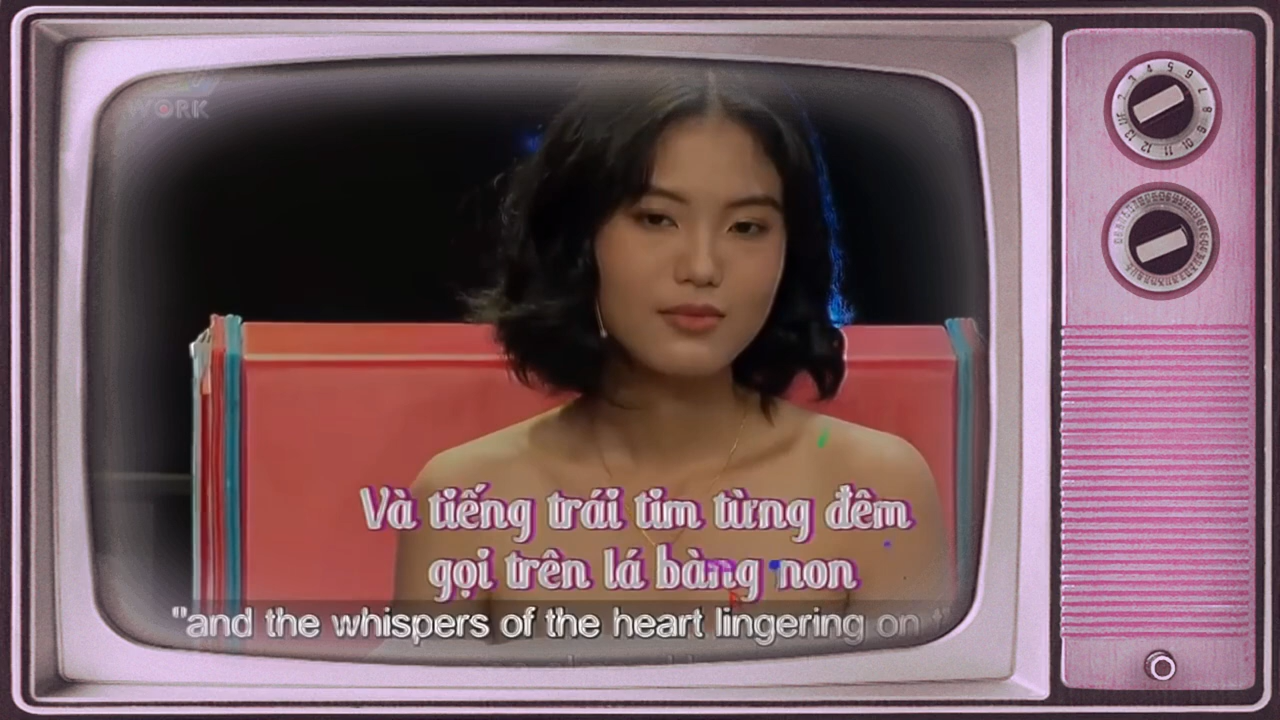 WORK
Và tiếng trái tim từng đêm
gọi trên lá bàng non
"and the whispers of the heart lingering on